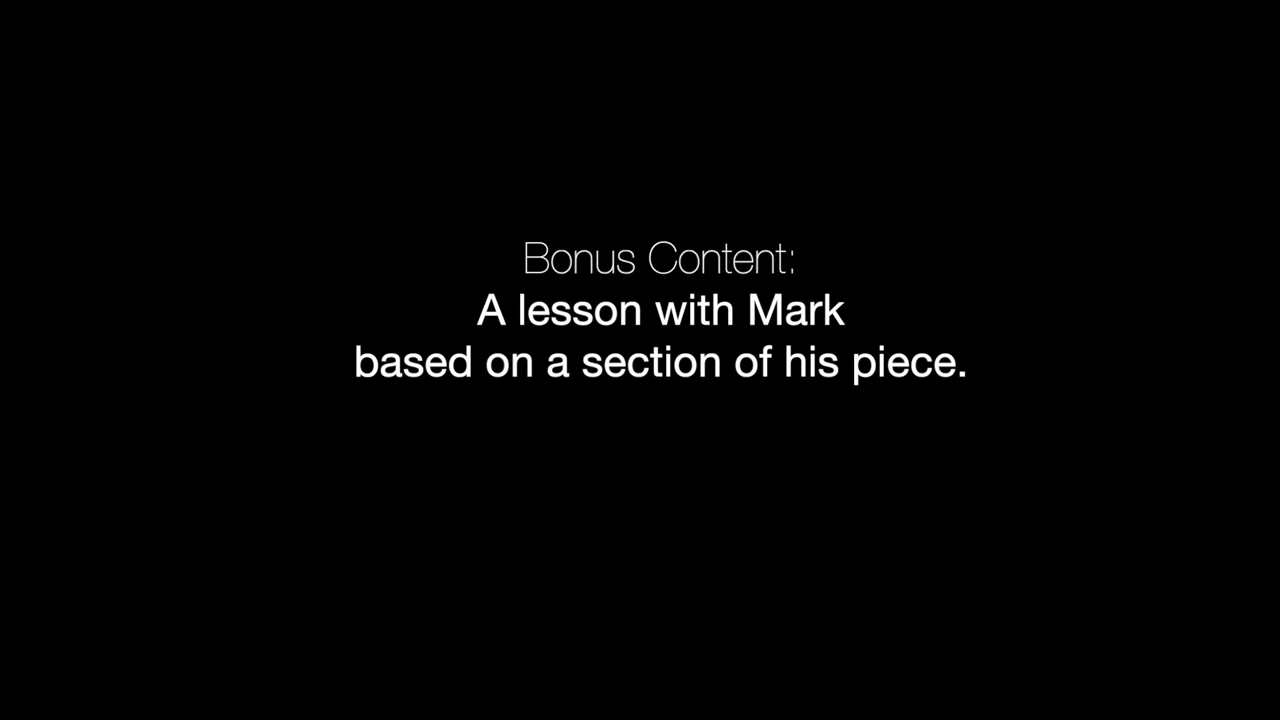 Bonus Content:
A lesson with Mark
based on a section of his piece.